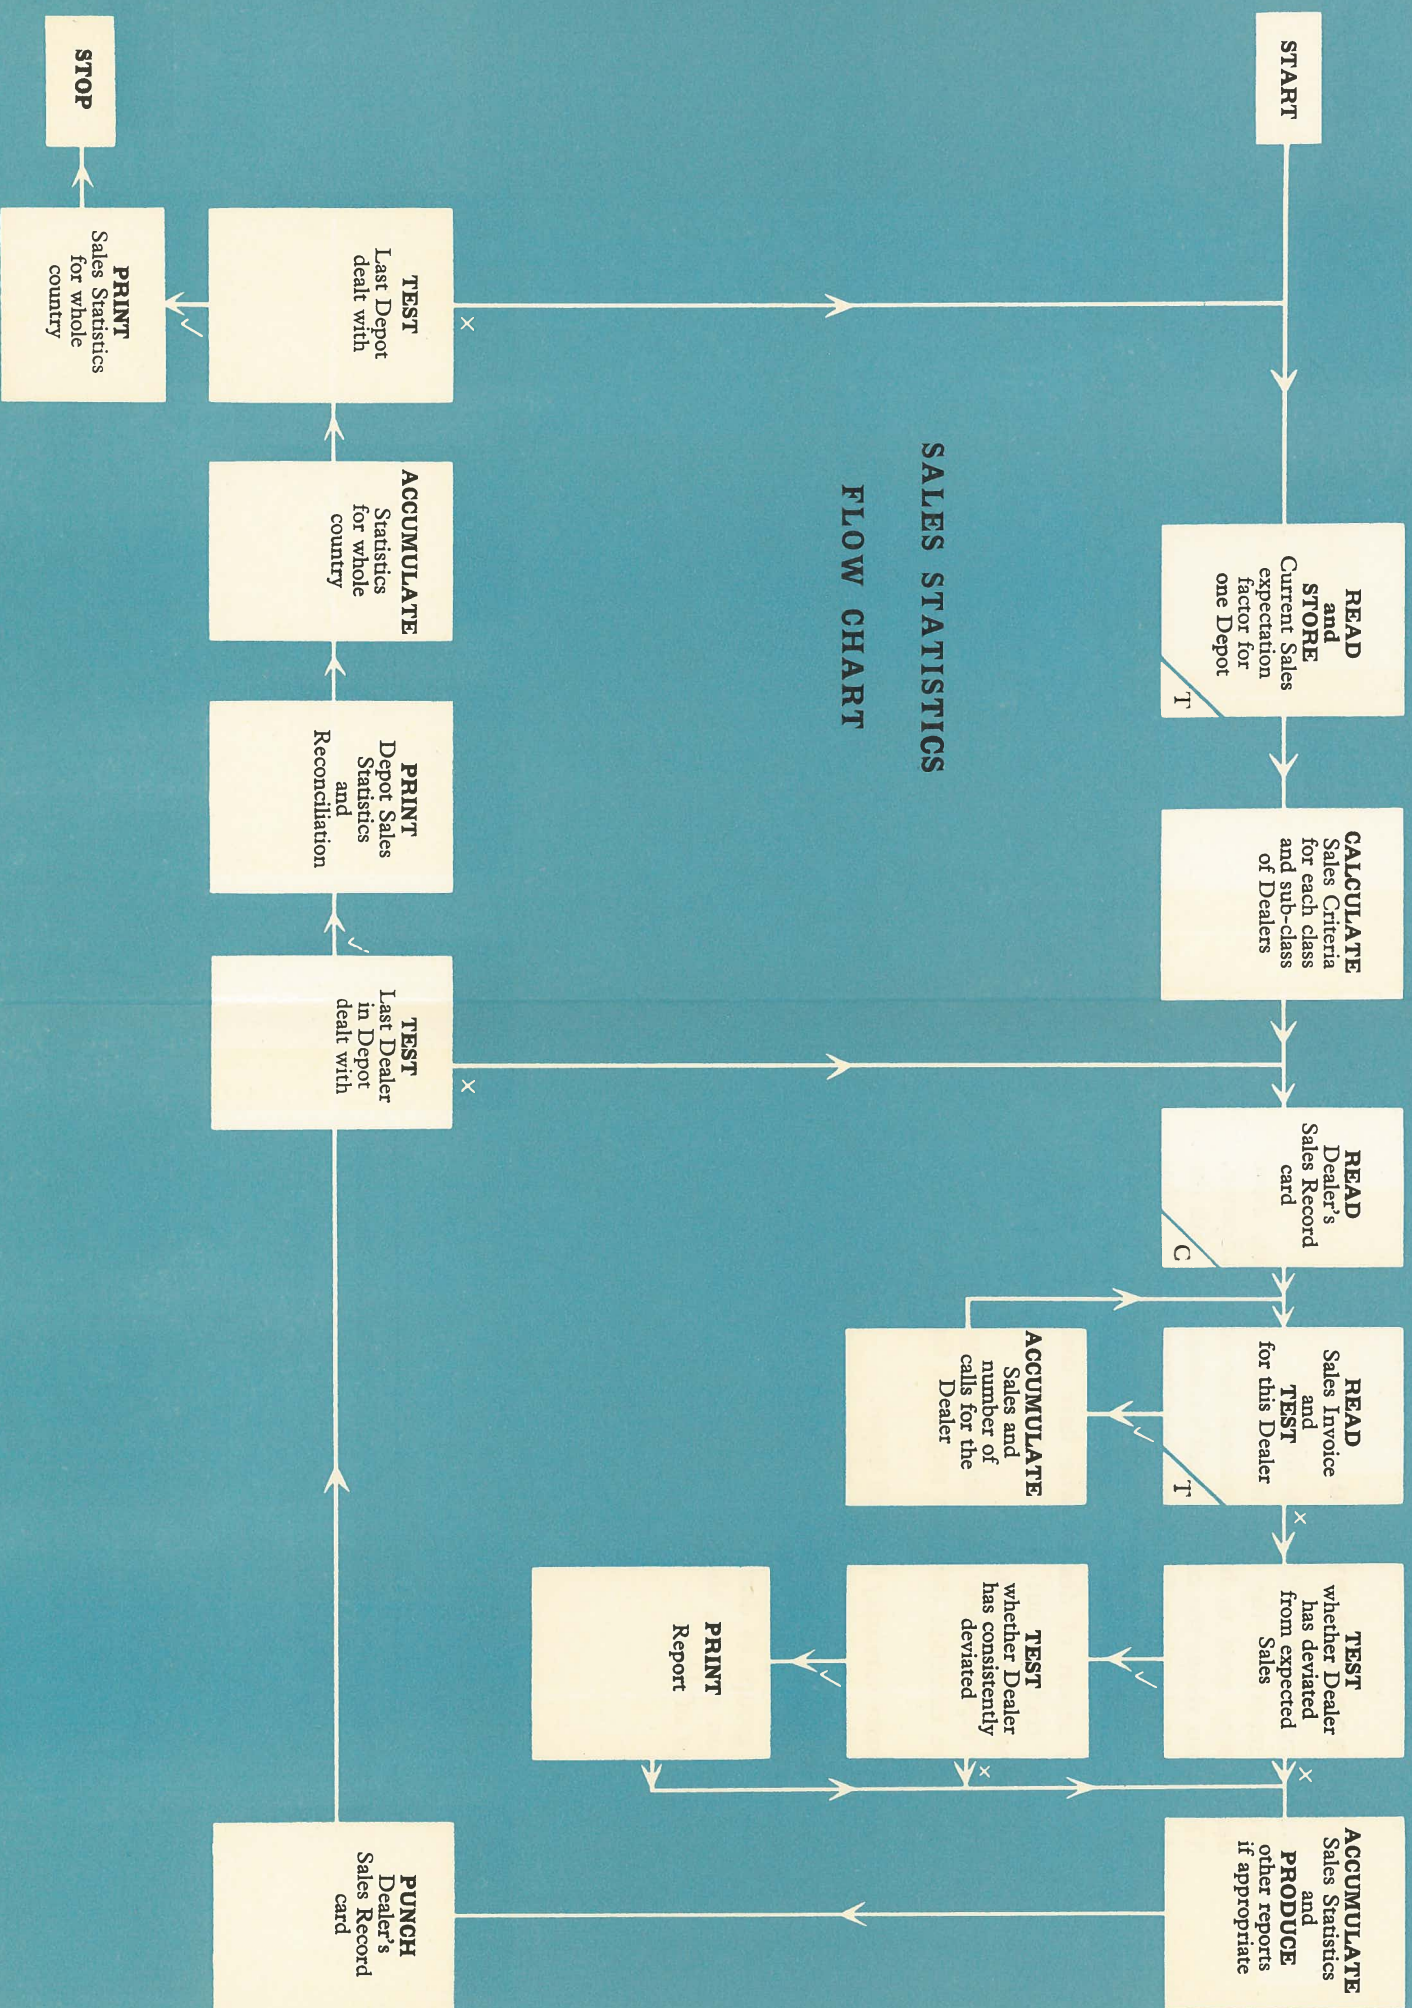 START
READ
and
STORE
Current Sales
expectation
factor for
one Depot
T
CALCULATE
Sales Criteria
for each class
and sub-class
of Dealers
READ
Dealer's
Sales Record
card
C
READ
Sales Invoice
and
TEST
for this Dealer
T
×
✓
TEST
whether Dealer
has deviated
from expected
Sales
×
✓
ACCUMULATE
Sales Statistics
and
PRODUCE
other reports
if appropriate
SALES STATISTICS
FLOW CHART
ACCUMULATE
Sales and
number of
calls for the
Dealer
TEST
whether Dealer
has consistently
deviated
×
✓
PRINT
Report
TEST
Last Depot
dealt with
×
✓
ACCUMULATE
Statistics
for whole
country
PRINT
Depot Sales
Statistics
and
Reconciliation
✓
TEST
Last Dealer
in Depot
dealt with
×
PUNCH
Dealer's
Sales Record
card
STOP
PRINT
Sales Statistics
for whole
country